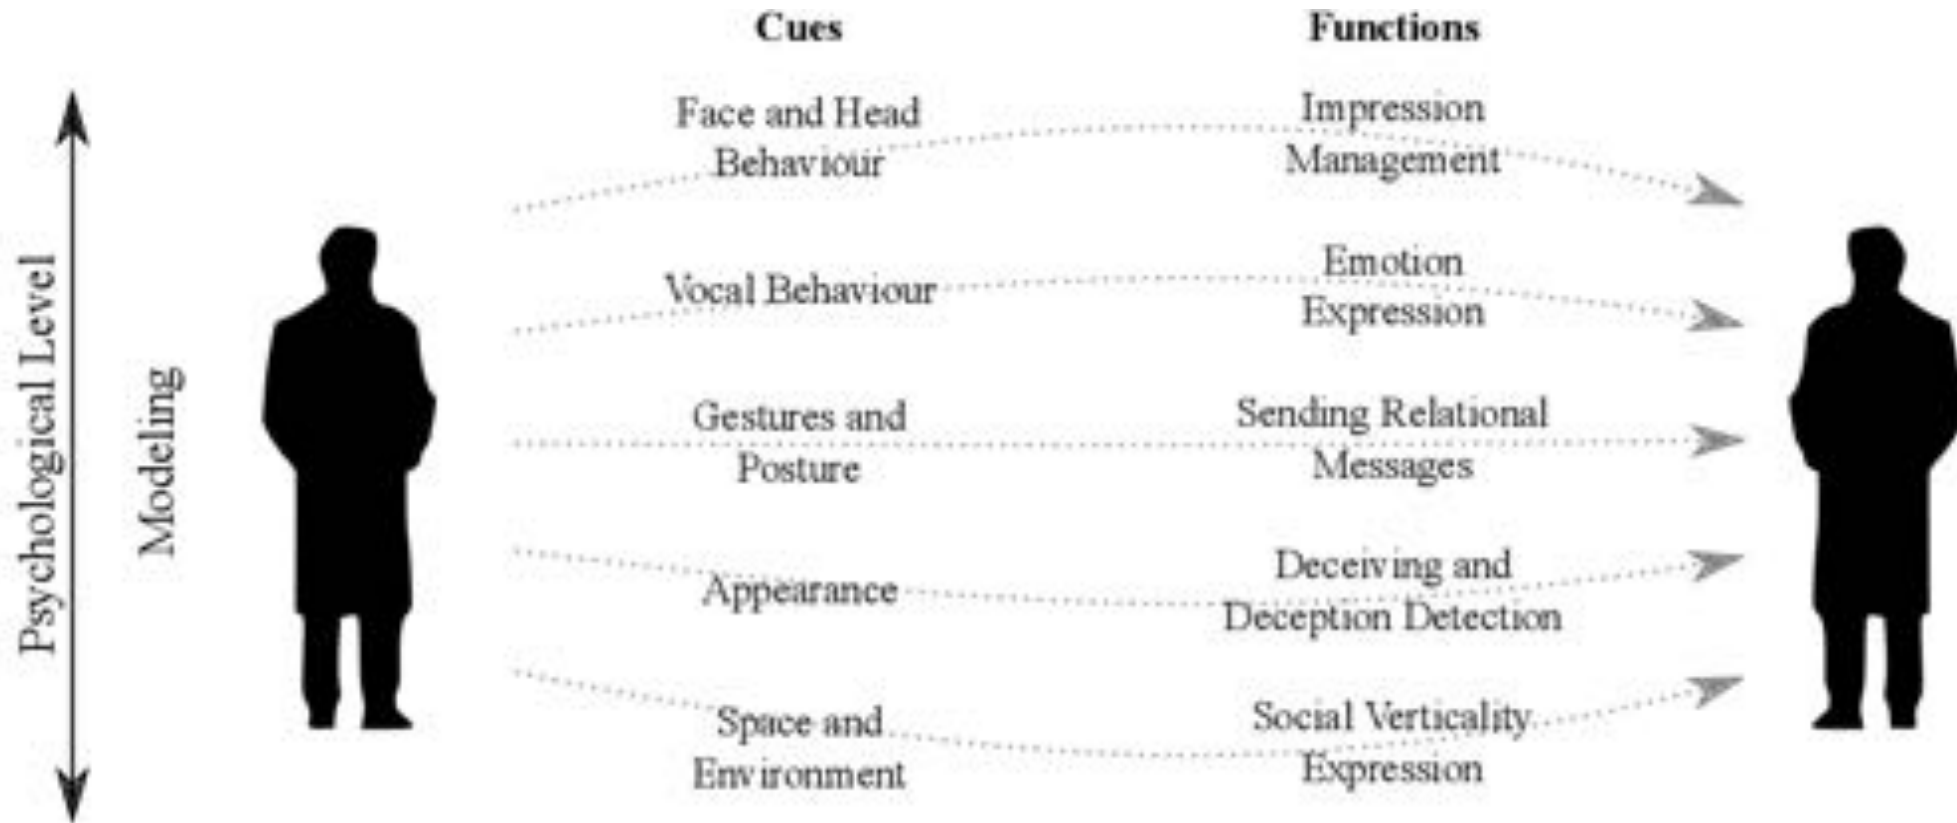 Cues
Functions
Face and Head
Behaviour
Impression
Management
Vocal Behaviour
Emotion
Expression
Gestures and
Posture
Sending Relational
Messages
Appearance
Deceiving and
Deception Detection
Space and
Environment
Social Verticality
Expression
Psychological Level
Modeling